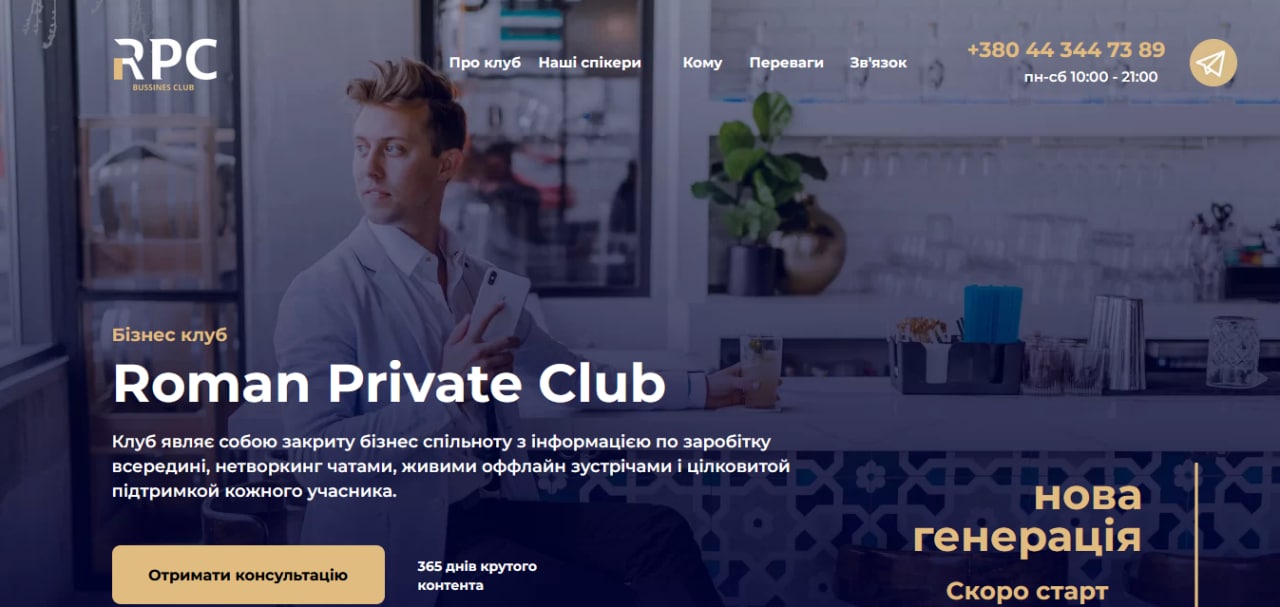 RPC
BUSSINES CLUB
Про клуб Наші спікери Кому Переваги Зв'язок
+380 44 344 73 89
пн-сб 10:00 - 21:00
Бізнес клуб
Roman Private Club
Клуб являє собою закриту бізнес спільноту з інформацією по заробітку
всередині, нетворкинг чатами, живими оффлайн зустрічами і цілковитой
підтримкой кожного учасника.
Отримати консультацію
365 днів крутого
контента
нова
генерація
Скоро старт